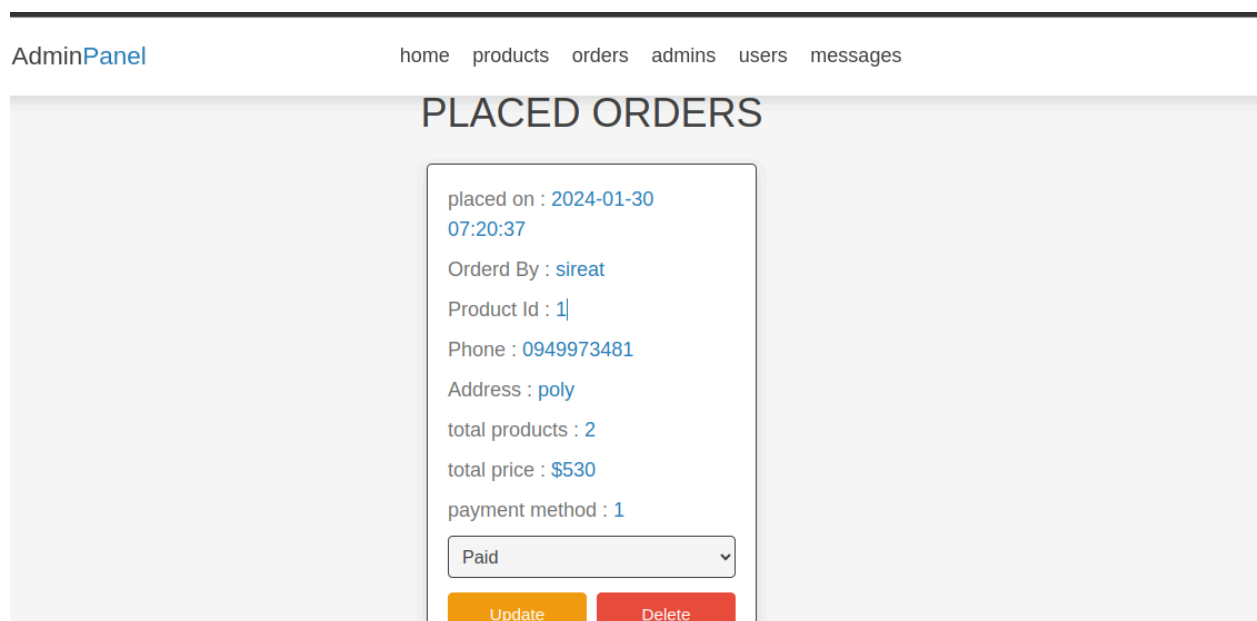 AdminPanel
home products orders admins users messages
PLACED ORDERS
placed on : 2024-01-30
07:20:37
Orderd By : sireat
Product Id : 1
Phone : 0949973481
Address : poly
total products : 2
total price : $530
payment method : 1
Paid
Update Delete